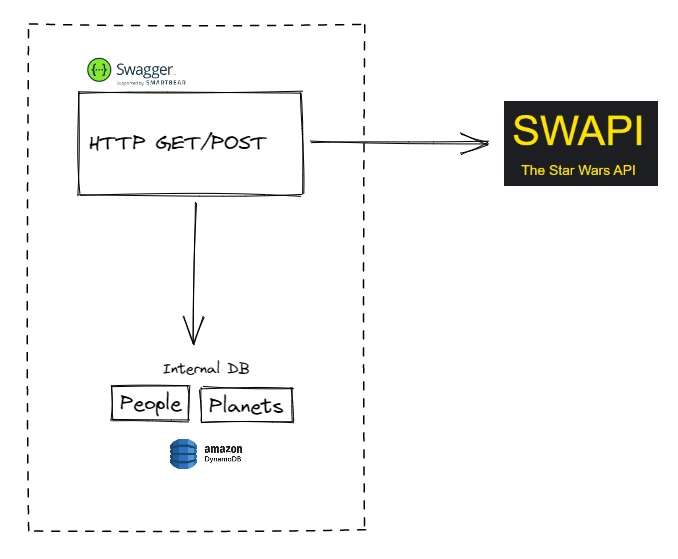 Swagger.
Supported by SMARTBEAR
HTTP GET/POST
SWAPI
The Star Wars API
Internal DB
People
Planets
amazon
DynamoDB